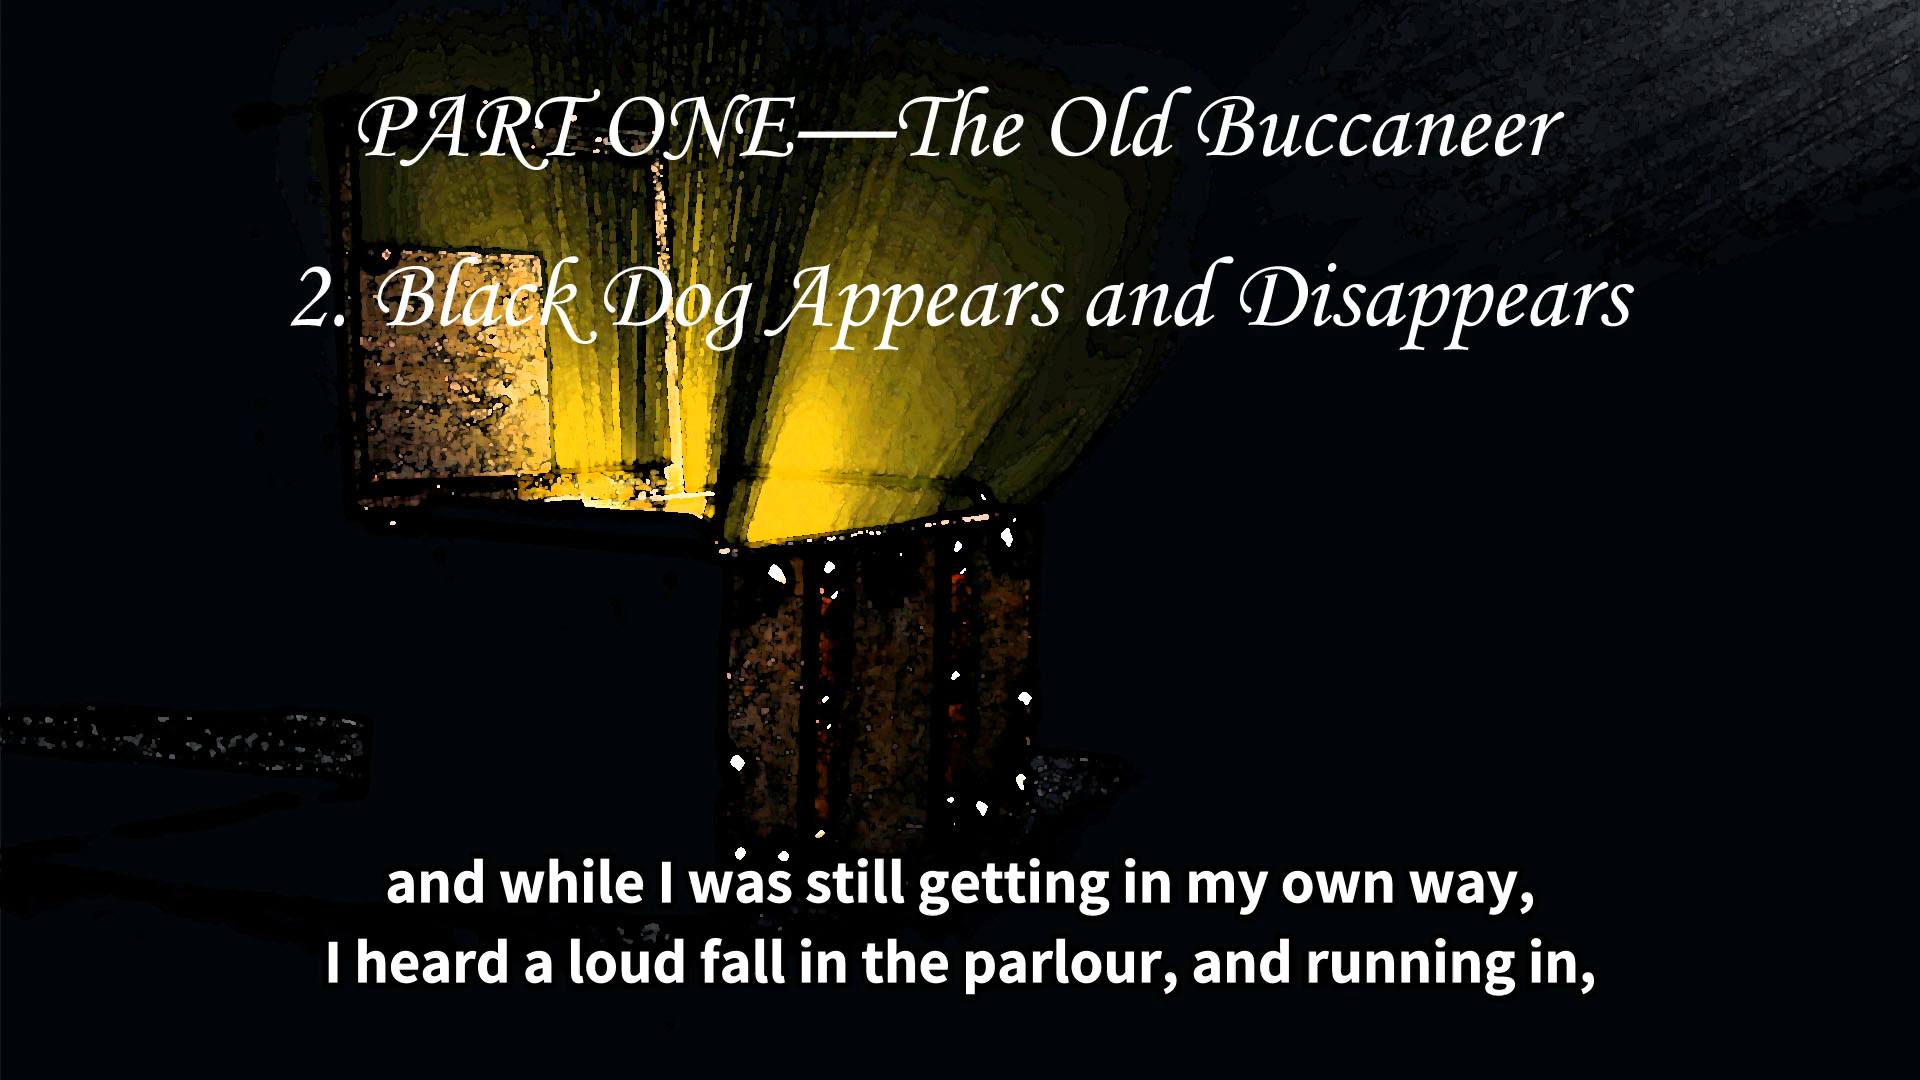 PART ONE—The Old Buccaneer
2. Black Dog Appears and Disappears
and while I was still getting in my own way,
I heard a loud fall in the parlour, and running in,